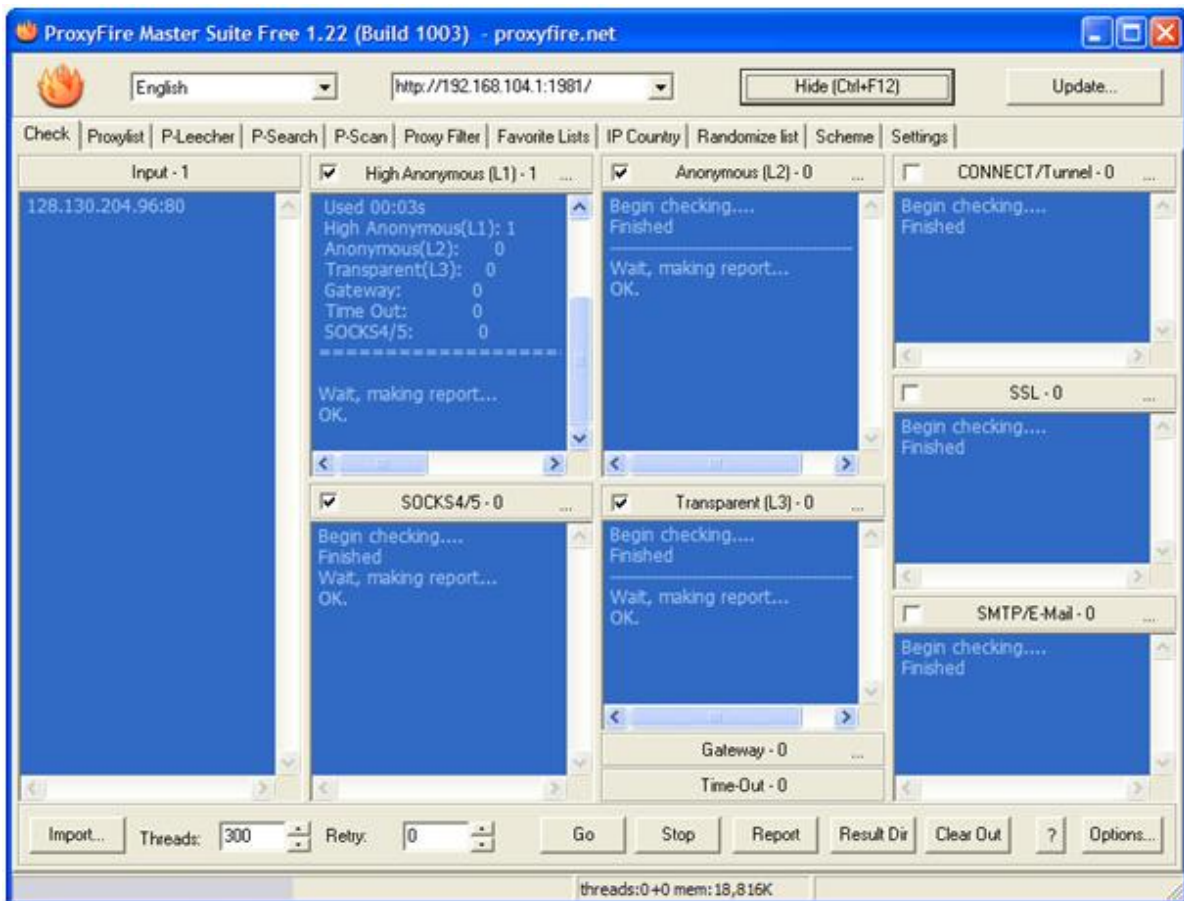 ProxyFire Master Suite Free 1.22 (Build 1003) - proxyfire.net
English
http://192.168.104.1:1981/
Hide (Ctrl+F12)
Update...
Check
Proxylist
P-Leecher
P-Search
P-Scan
Proxy Filter
Favorite Lists
IP Country
Randomize list
Scheme
Settings
Input - 1
128.130.204.96:80
High Anonymous (L1) - 1 ...
Used 00:03s
High Anonymous(L1): 1
Anonymous(L2): 0
Transparent(L3): 0
Gateway: 0
Time Out: 0
SOCKS4/5: 0
===================
Wait, making report...
OK.
SOCKS4/5 - 0 ...
Begin checking....
Finished
Wait, making report...
OK.
Anonymous (L2) - 0 ...
Begin checking....
Finished
Wait, making report...
OK.
Transparent (L3) - 0 ...
Begin checking....
Finished
Wait, making report...
OK.
Gateway - 0 ...
Time-Out - 0
CONNECT/Tunnel - 0 ...
Begin checking....
Finished
SSL - 0 ...
Begin checking....
Finished
SMTP/E-Mail - 0 ...
Begin checking....
Finished
Import...
Threads: 300
Retry: 0
Go
Stop
Report
Result Dir
Clear Out
?
Options...
threads:0+0 mem:18,816K